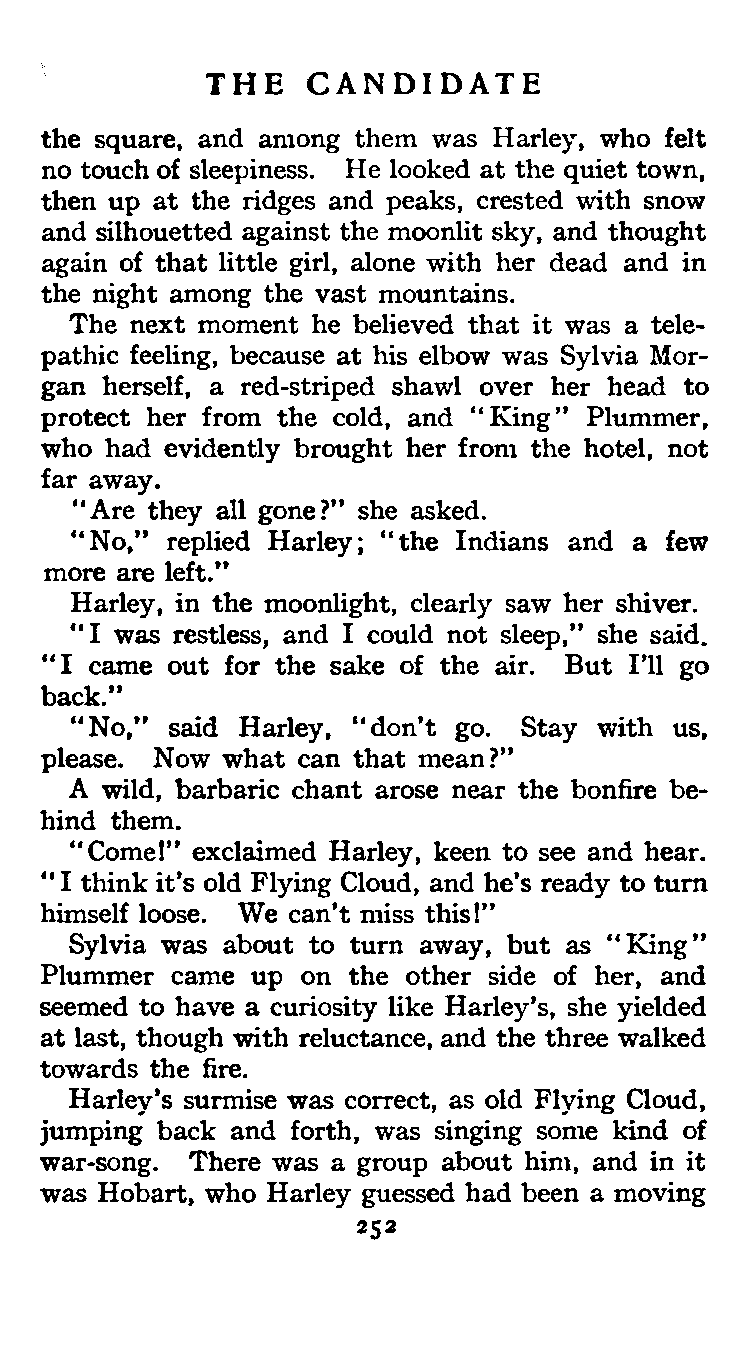 THE CANDIDATE
the square, and among them was Harley, who felt
no touch of sleepiness. He looked at the quiet town,
then up at the ridges and peaks, crested with snow
and silhouetted against the moonlit sky, and thought
again of that little girl, alone with her dead and in
the night among the vast mountains.
The next moment he believed that it was a tele-
pathic feeling, because at his elbow was Sylvia Mor-
gan herself, a red-striped shawl over her head to
protect her from the cold, and "King" Plummer,
who had evidently brought her from the hotel, not
far away.
"Are they all gone?" she asked.
"No," replied Harley; "the Indians and a few
more are left."
Harley, in the moonlight, clearly saw her shiver.
"I was restless, and I could not sleep," she said.
"I came out for the sake of the air. But I'll go
back."
"No," said Harley, "don't go. Stay with us,
please. Now what can that mean?"
A wild, barbaric chant arose near the bonfire be-
hind them.
"Come!" exclaimed Harley, keen to see and hear.
"I think it's old Flying Cloud, and he's ready to turn
himself loose. We can't miss this!"
Sylvia was about to turn away, but as "King"
Plummer came up on the other side of her, and
seemed to have a curiosity like Harley's, she yielded
at last, though with reluctance, and the three walked
towards the fire.
Harley's surmise was correct, as old Flying Cloud,
jumping back and forth, was singing some kind of
war-song. There was a group about him, and in it
was Hobart, who Harley guessed had been a moving
252